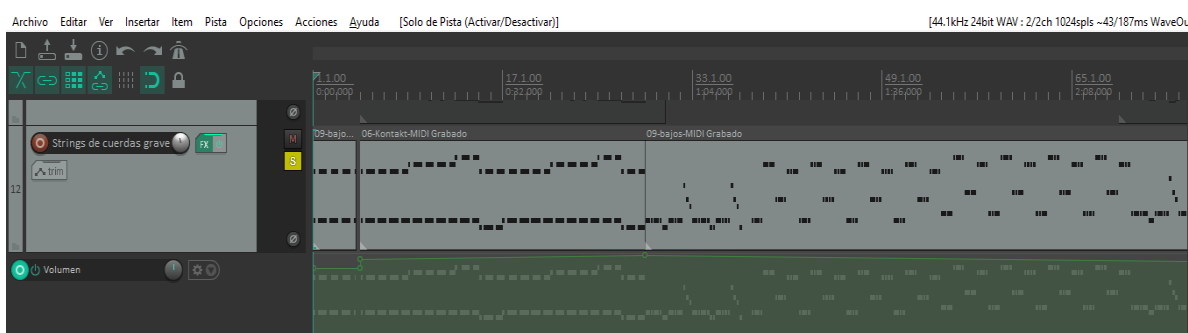 Archivo Editar Ver Insertar Item Pista Opciones Acciones Ayuda [Solo de Pista (Activar/Desactivar)] [44.1kHz 24bit WAV : 2/2ch 1024spls ~43/187ms WaveOu
1.1.00 17.1.00 33.1.00 49.1.00 65.1.00
0:00.000 0:32.000 1:04.000 1:36.000 2:08.000
09-bajo... 06-Kontakt-MIDI Grabado 09-bajos-MIDI Grabado
Strings de cuerdas grave FX M
trim S
12
Volumen